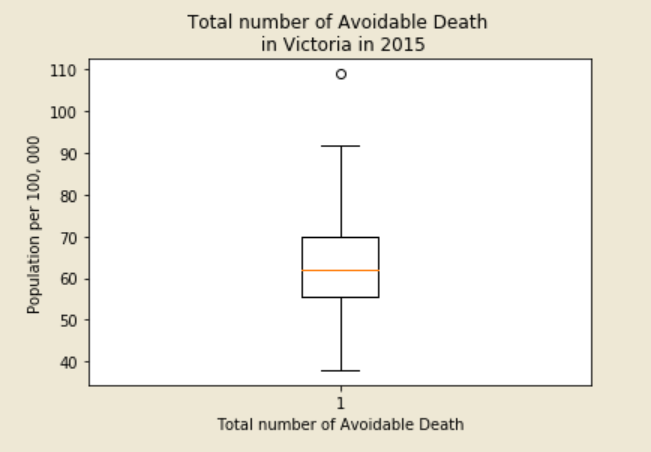 Total number of Avoidable Death
in Victoria in 2015
110
100
90
80
70
60
50
40
Population per 100, 000
1
Total number of Avoidable Death